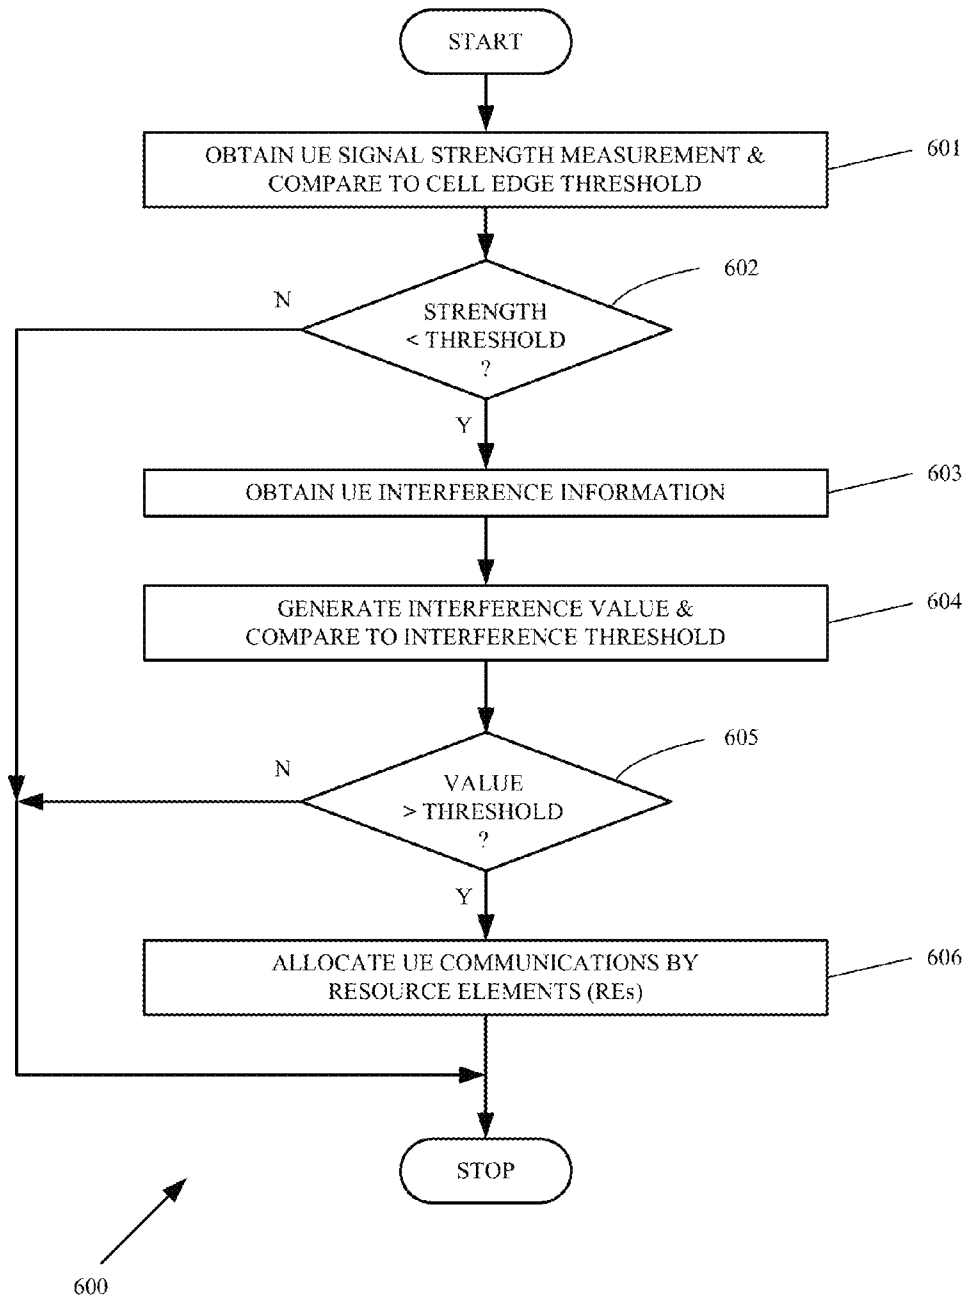 START
OBTAIN UE SIGNAL STRENGTH MEASUREMENT &
COMPARE TO CELL EDGE THRESHOLD
601
602
N
STRENGTH
< THRESHOLD
?
Y
603
OBTAIN UE INTERFERENCE INFORMATION
604
GENERATE INTERFERENCE VALUE &
COMPARE TO INTERFERENCE THRESHOLD
605
N
VALUE
> THRESHOLD
?
Y
606
ALLOCATE UE COMMUNICATIONS BY
RESOURCE ELEMENTS (REs)
STOP
600